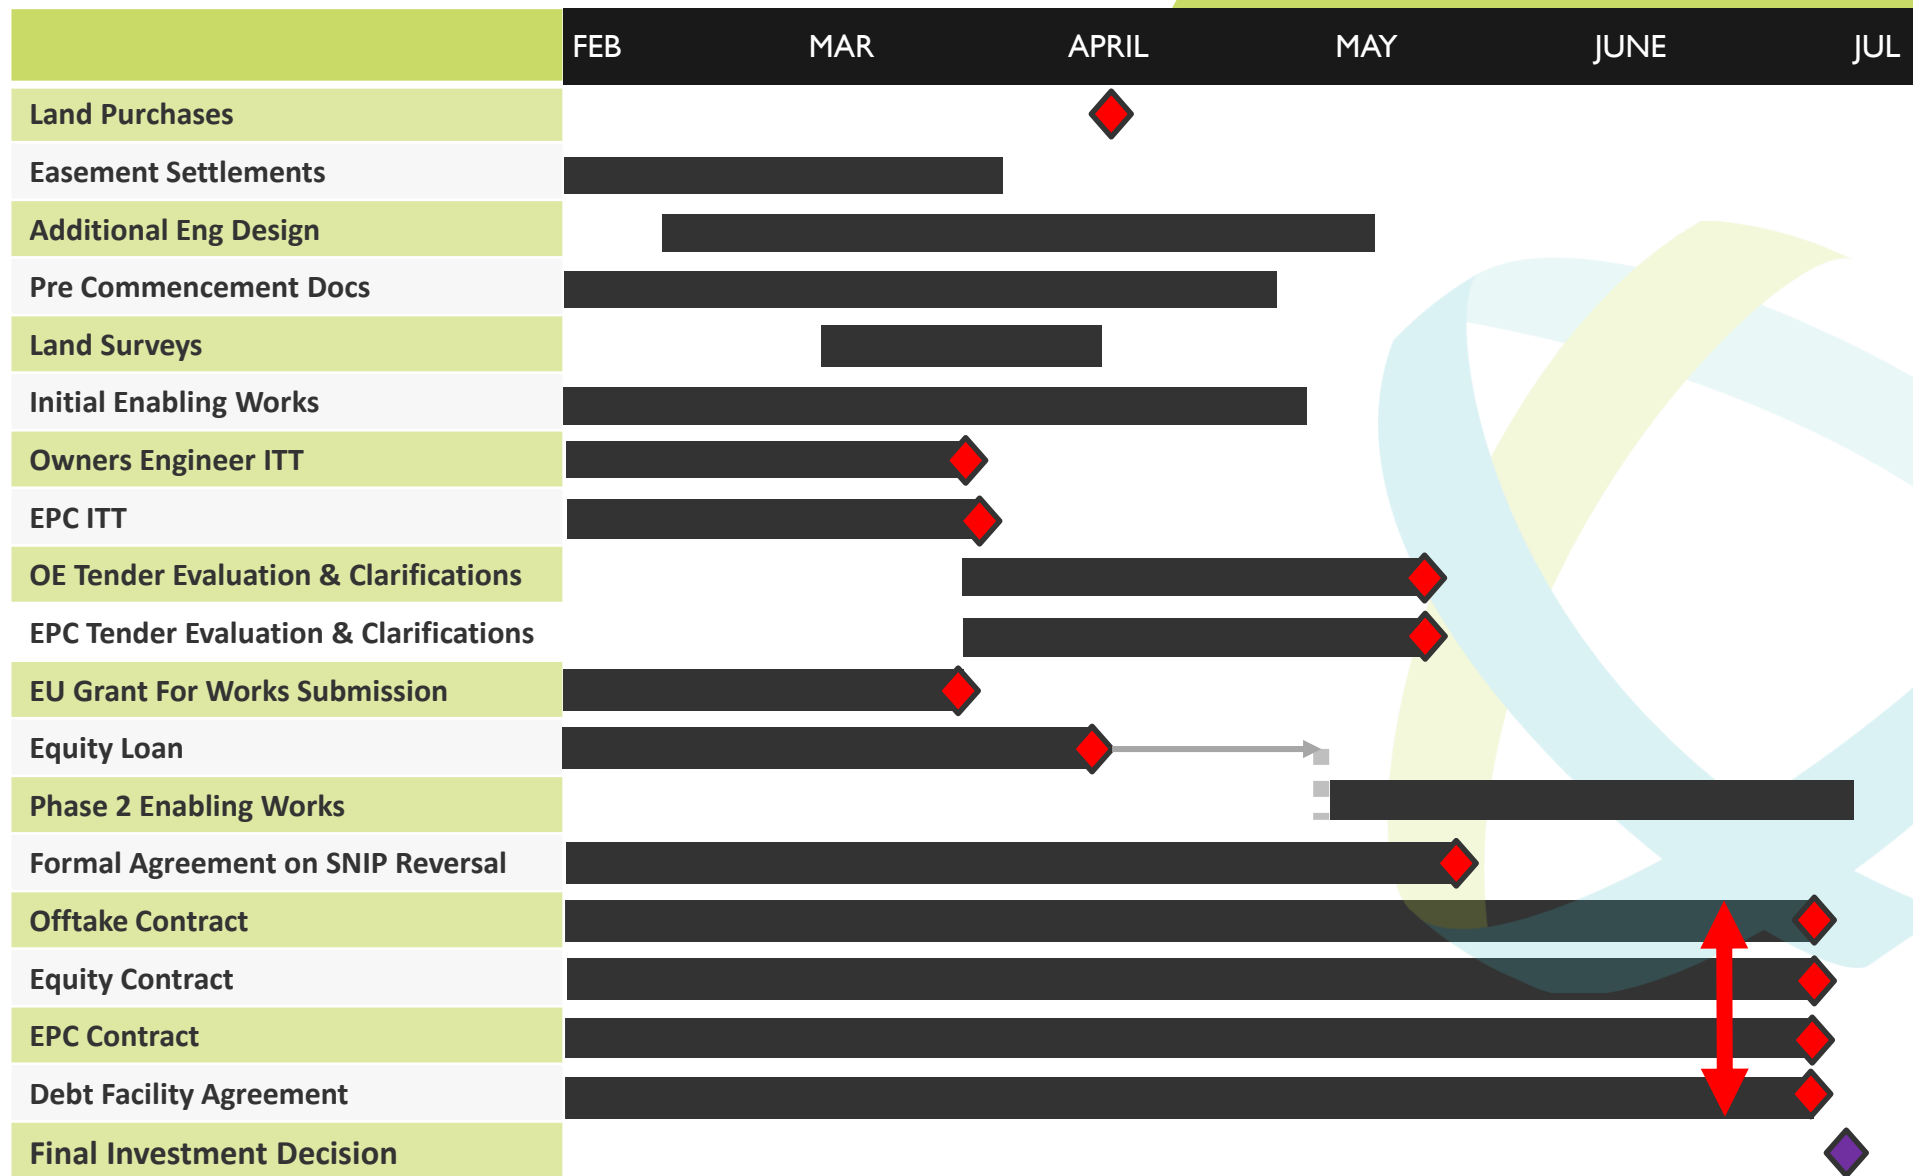 FEB MAR APRIL MAY JUNE JUL
Land Purchases
Easement Settlements
Additional Eng Design
Pre Commencement Docs
Land Surveys
Initial Enabling Works
Owners Engineer ITT
EPC ITT
OE Tender Evaluation & Clarifications
EPC Tender Evaluation & Clarifications
EU Grant For Works Submission
Equity Loan
Phase 2 Enabling Works
Formal Agreement on SNIP Reversal
Offtake Contract
Equity Contract
EPC Contract
Debt Facility Agreement
Final Investment Decision